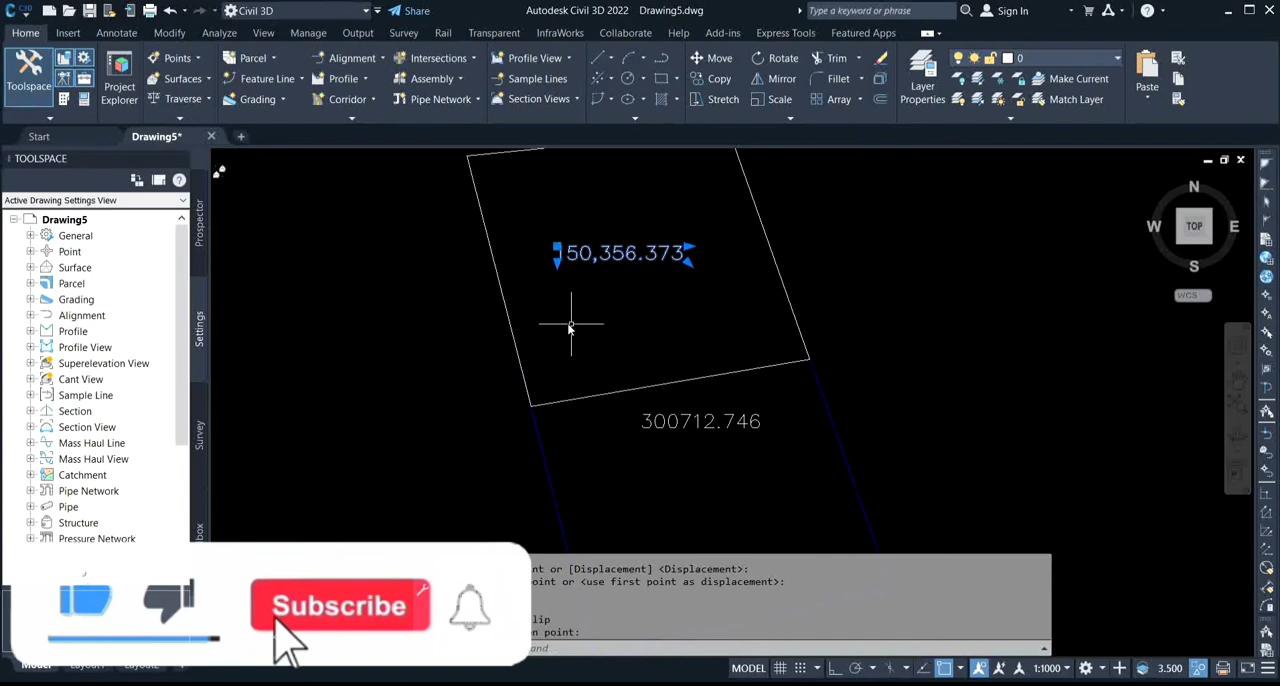 C3D
Civil 3D
Share
Autodesk Civil 3D 2022 Drawing5.dwg
Type a keyword or phrase
Sign In
Home Insert Annotate Modify Analyze View Manage Output Survey Rail Transparent InfraWorks Collaborate Help Add-ins Express Tools Featured Apps
Toolspace
Project Explorer
Points Parcel Alignment Intersections Profile View Move Rotate Trim 0
Surfaces Feature Line Profile Assembly Sample Lines Copy Mirror Fillet Make Current
Traverse Grading Corridor Pipe Network Section Views Stretch Scale Array Match Layer
Layer Properties
Paste
Start Drawing5*
TOOLSPACE
Active Drawing Settings View
Drawing5
General
Point
Surface
Parcel
Grading
Alignment
Profile
Profile View
Superelevation View
Cant View
Sample Line
Section
Section View
Mass Haul Line
Mass Haul View
Catchment
Pipe Network
Pipe
Structure
Pressure Network
Prospector
Settings
Survey
150,356.373
300712.746
N
W TOP E
S
WCS
nt or [Displacement] <Displacement>:
point or <use first point as displacement>:
lip
n point:
Subscribe
Model Layout1 Layout2
MODEL 1:1000 3.500